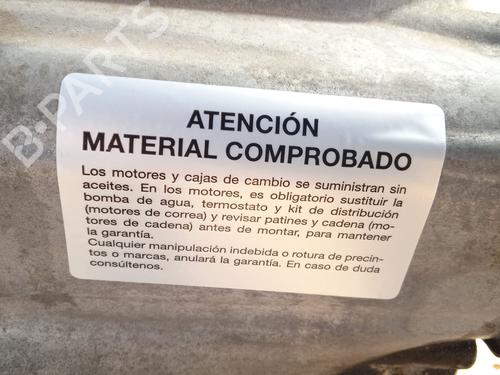 B-PARTS
ATENCIÓN
MATERIAL COMPROBADO
Los motores y cajas de cambio se suministran sin
aceites. En los motores, es obligatorio sustituir la
bomba de agua, termostato y kit de distribución
(motores de correa) y revisar patines y cadena (mo-
tores de cadena) antes de montar, para mantener
la garantía.
Cualquier manipulación indebida o rotura de precin-
tos o marcas, anulará la garantía. En caso de duda
consúltenos.